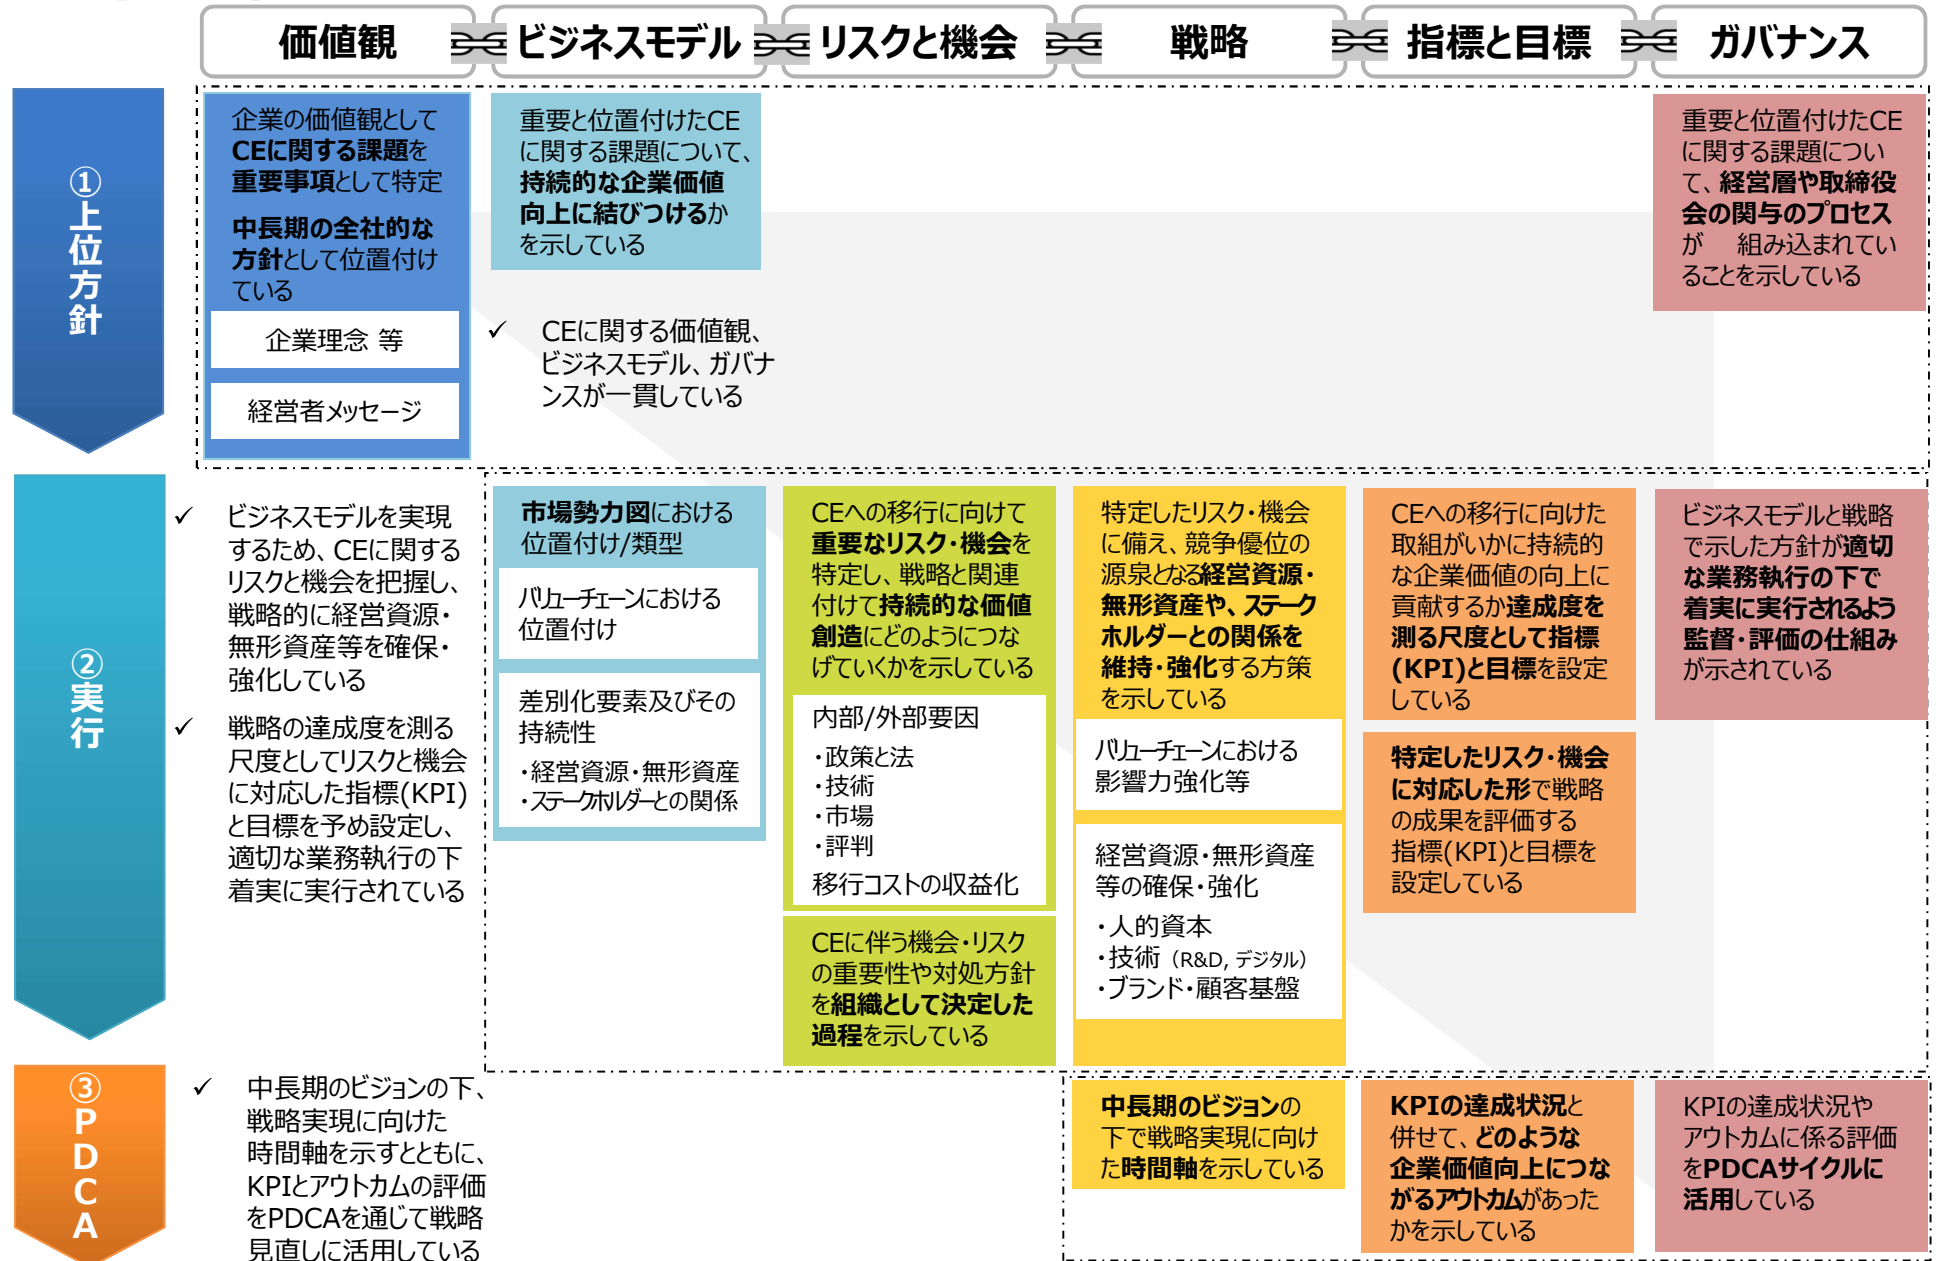 価値観
ビジネスモデル
リスクと機会
戦略
指標と目標
ガバナンス
①上位方針
企業の価値観として
CEに関する課題を
重要事項として特定
中長期の全社的な
方針として位置付け
ている
企業理念 等
経営者メッセージ
重要と位置付けたCE
に関する課題について、
持続的な企業価値
向上に結びつけるか
を示している
✓ CEに関する価値観、
ビジネスモデル、ガバナ
ンスが一貫している
重要と位置付けたCE
に関する課題につい
て、経営層や取締役
会の関与のプロセス
が 組み込まれてい
ることを示している
②実行
✓ ビジネスモデルを実現
するため、CEに関する
リスクと機会を把握し、
戦略的に経営資源・
無形資産等を確保・
強化している
✓ 戦略の達成度を測る
尺度としてリスクと機会
に対応した指標(KPI)
と目標を予め設定し、
適切な業務執行の下
着実に実行されている
市場勢力図における
位置付け/類型
バリューチェーンにおける
位置付け
差別化要素及びその
持続性
・経営資源・無形資産
・ステークホルダーとの関係
CEへの移行に向けて
重要なリスク・機会を
特定し、戦略と関連
付けて持続的な価値
創造にどのようにつな
げていくかを示している
内部/外部要因
・政策と法
・技術
・市場
・評判
移行コストの収益化
CEに伴う機会・リスク
の重要性や対処方針
を組織として決定した
過程を示している
特定したリスク・機会
に備え、競争優位の
源泉となる経営資源・
無形資産や、ステーク
ホルダーとの関係を
維持・強化する方策
を示している
バリューチェーンにおける
影響力強化等
経営資源・無形資産
等の確保・強化
・人的資本
・技術（R&D, デジタル）
・ブランド・顧客基盤
CEへの移行に向けた
取組がいかに持続的
な企業価値の向上に
貢献するか達成度を
測る尺度として指標
(KPI)と目標を設定
している
特定したリスク・機会
に対応した形で戦略
の成果を評価する
指標(KPI)と目標を
設定している
ビジネスモデルと戦略
で示した方針が適切
な業務執行の下で
着実に実行されるよう
監督・評価の仕組み
が示されている
③PDCA
✓ 中長期のビジョンの下、
戦略実現に向けた
時間軸を示すとともに、
KPIとアウトカムの評価
をPDCAを通じて戦略
見直しに活用している
中長期のビジョンの
下で戦略実現に向け
た時間軸を示している
KPIの達成状況と
併せて、どのような
企業価値向上につな
がるアウトカムがあった
かを示している
KPIの達成状況や
アウトカムに係る評価
をPDCAサイクルに
活用している